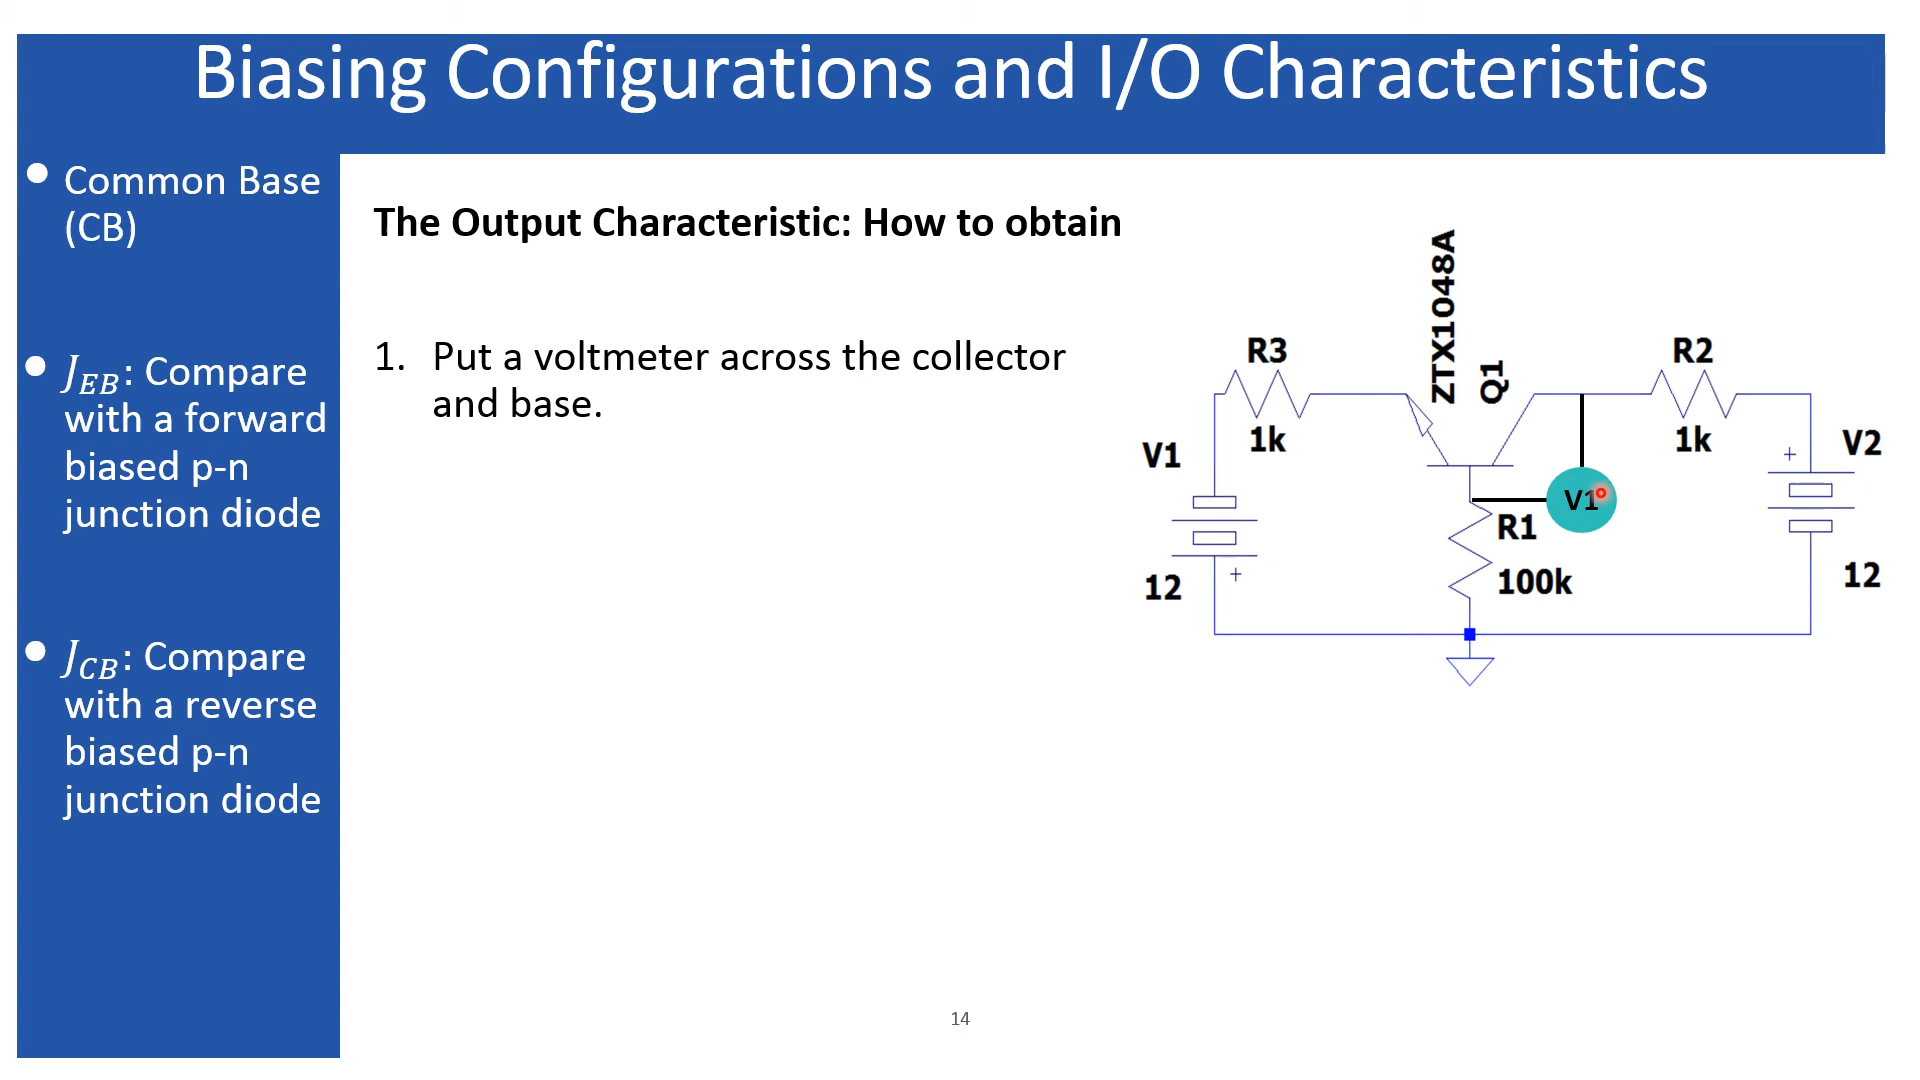 Biasing Configurations and I/O Characteristics
• Common Base
(CB)
• J_EB: Compare
with a forward
biased p-n
junction diode
• J_CB: Compare
with a reverse
biased p-n
junction diode
The Output Characteristic: How to obtain
1. Put a voltmeter across the collector
and base.
ZTX1048A
Q1
R3
1k
R2
1k
V1
+
12
V2
+
12
V1
R1
100k
14